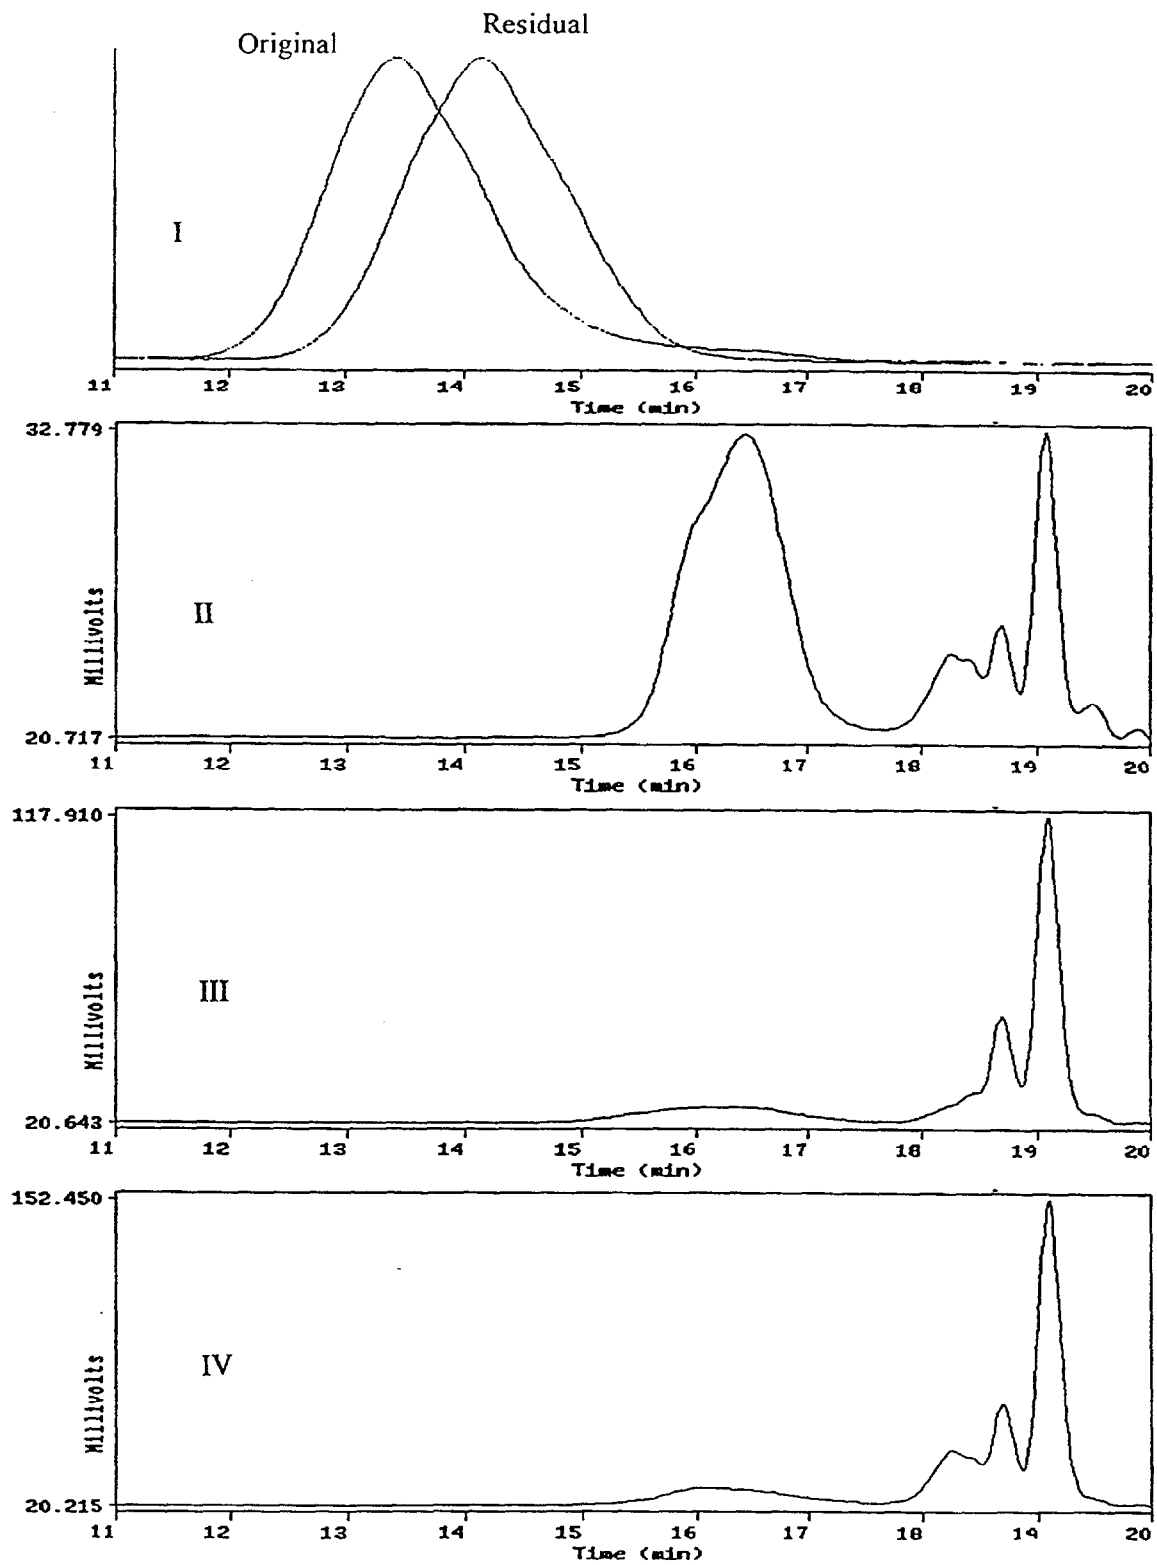 Original
Residual
I
11 12 13 14 15 16 17 18 19 20
Time (min)
32.779
Millivolts
II
20.717
11 12 13 14 15 16 17 18 19 20
Time (min)
117.910
Millivolts
III
20.643
11 12 13 14 15 16 17 18 19 20
Time (min)
152.450
Millivolts
IV
20.215
11 12 13 14 15 16 17 18 19 20
Time (min)